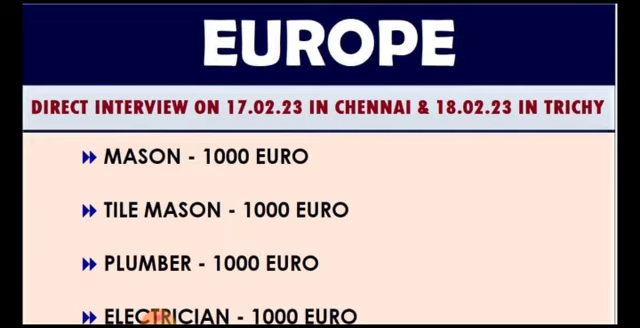 EUROPE
DIRECT INTERVIEW ON 17.02.23 IN CHENNAI & 18.02.23 IN TRICHY
MASON - 1000 EURO
TILE MASON - 1000 EURO
PLUMBER - 1000 EURO
ELECTRICIAN - 1000 EURO